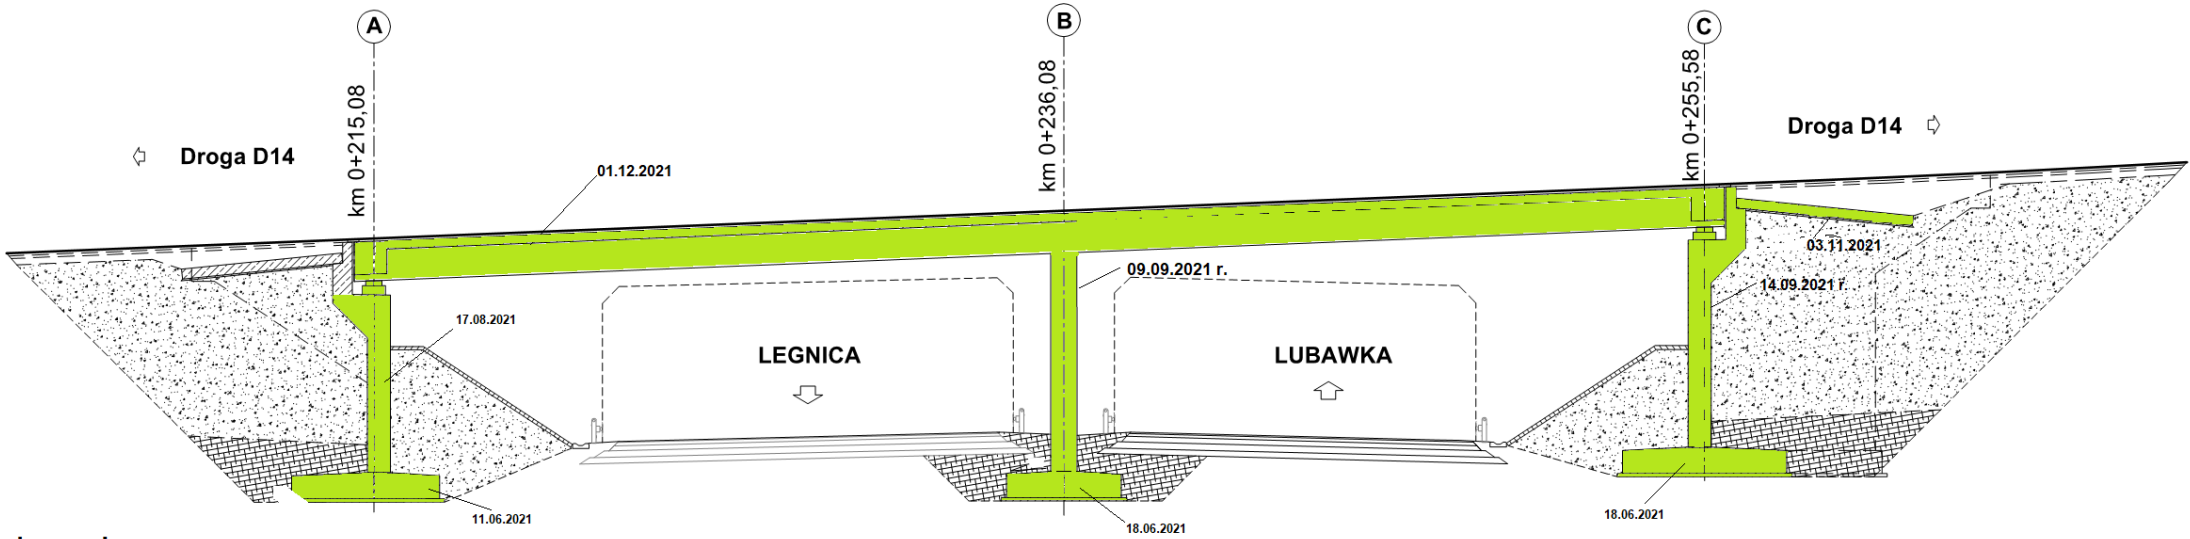 A
B
C
km 0+215,08
km 0+236,08
km 0+255,58
Droga D14
Droga D14
01.12.2021
03.11.2021
09.09.2021 r.
14.09.2021 r.
17.08.2021
LEGNICA
LUBAWKA
11.06.2021
18.06.2021
18.06.2021